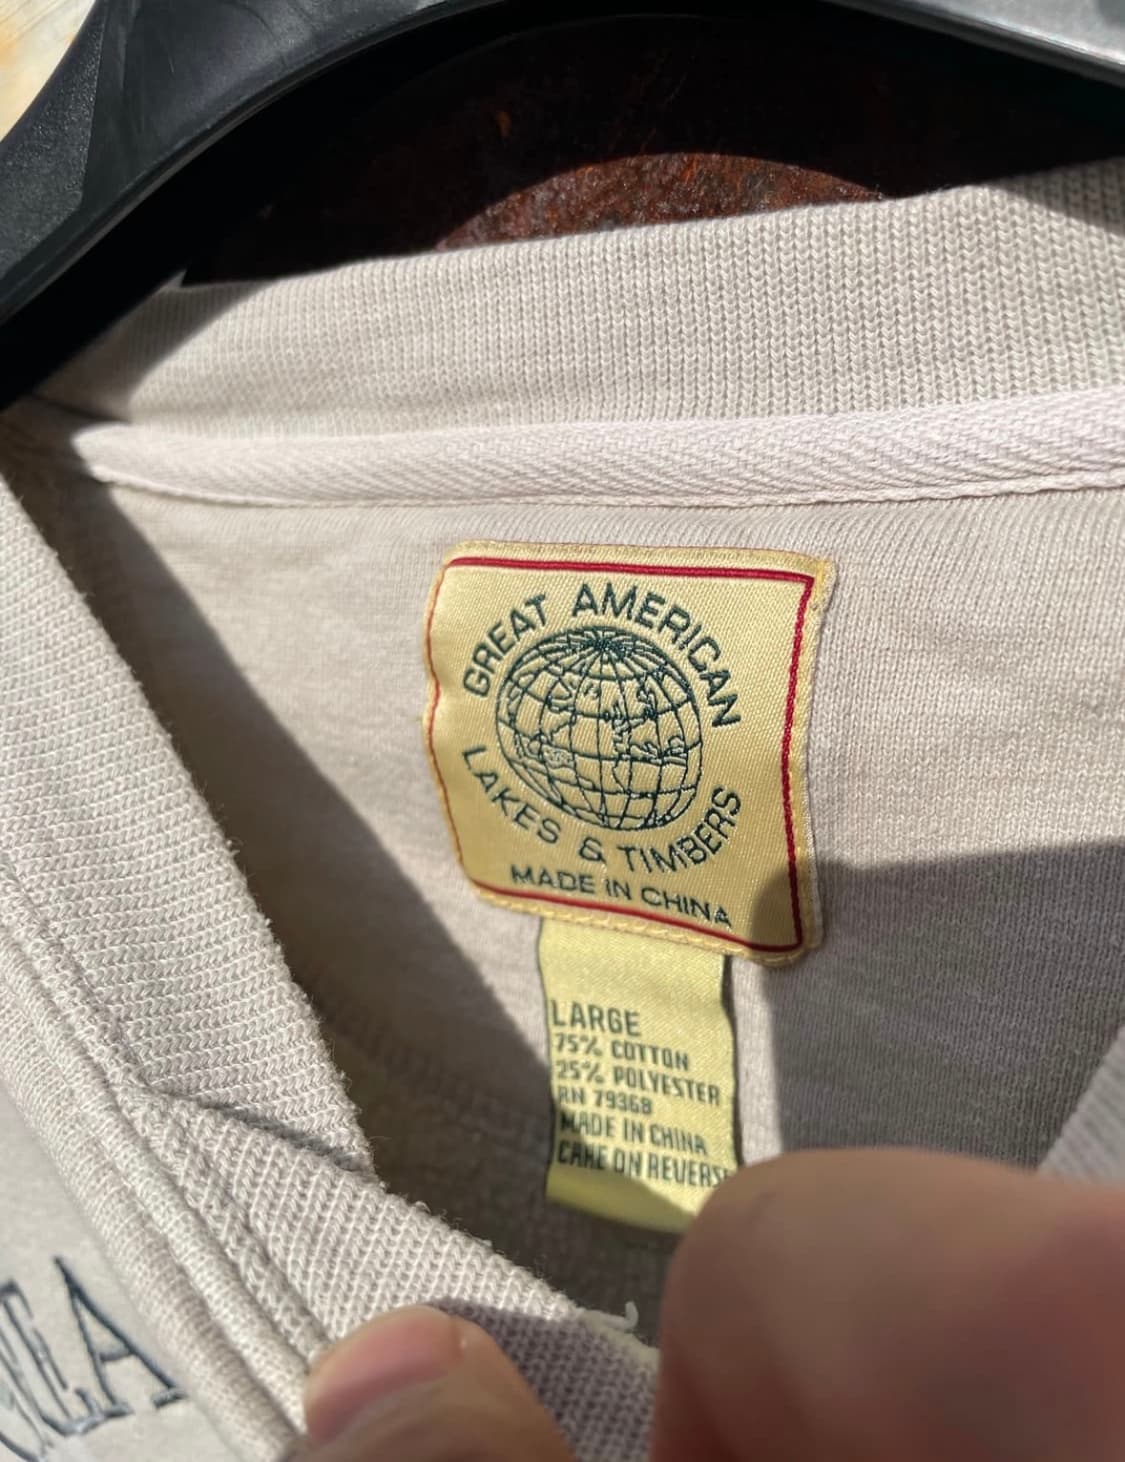 GREAT AMERICAN
LAKES & TIMBERS
MADE IN CHINA
LARGE
75% COTTON
25% POLYESTER
RN 79368
MADE IN CHINA
CARE ON REVERSE